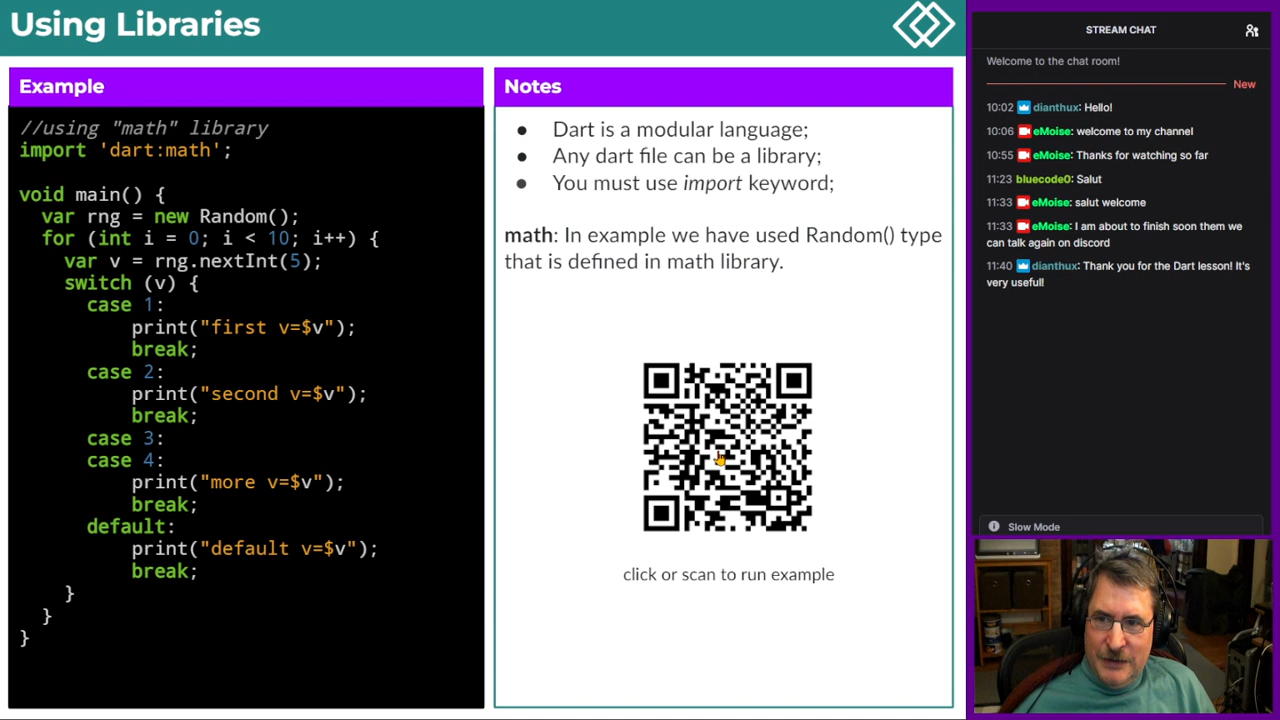 Using Libraries
Example
//using "math" library
import 'dart:math';
void main() {
  var rng = new Random();
  for (int i = 0; i < 10; i++) {
    var v = rng.nextInt(5);
    switch (v) {
      case 1:
          print("first v=$v");
          break;
      case 2:
          print("second v=$v");
          break;
      case 3:
      case 4:
          print("more v=$v");
          break;
      default:
          print("default v=$v");
          break;
    }
  }
}
Notes
● Dart is a modular language;
● Any dart file can be a library;
● You must use import keyword;
math: In example we have used Random() type
that is defined in math library.
click or scan to run example
STREAM CHAT
Welcome to the chat room!
New
10:02 dianthux: Hello!
10:06 eMoise: welcome to my channel
10:55 eMoise: Thanks for watching so far
11:23 bluecode0: Salut
11:33 eMoise: salut welcome
11:33 eMoise: I am about to finish soon them we
can talk again on discord
11:40 dianthux: Thank you for the Dart lesson! It's
very useful!
Slow Mode